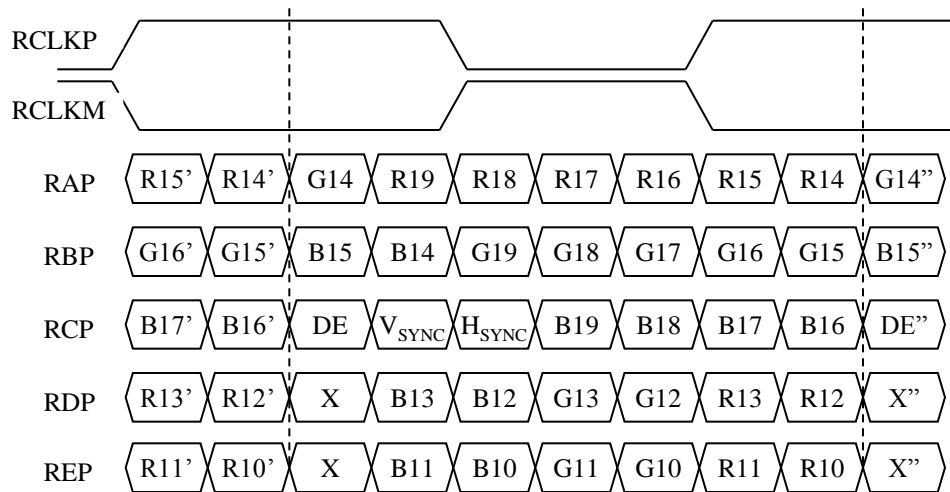 RCLKP
RCLKM
RAP R15’ R14’ G14 R19 R18 R17 R16 R15 R14 G14”
RBP G16’ G15’ B15 B14 G19 G18 G17 G16 G15 B15”
RCP B17’ B16’ DE VSYNC HSYNC B19 B18 B17 B16 DE”
RDP R13’ R12’ X B13 B12 G13 G12 R13 R12 X”
REP R11’ R10’ X B11 B10 G11 G10 R11 R10 X”